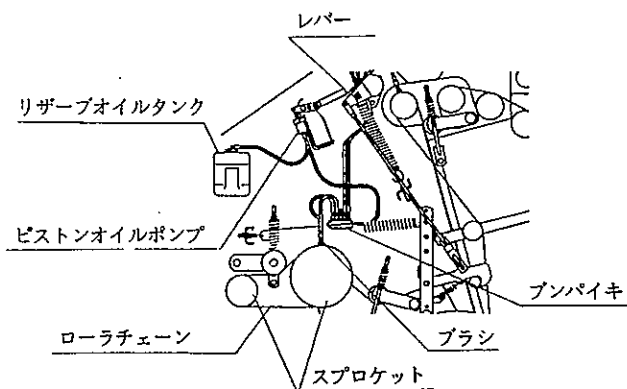 レバー
リザーブオイルタンク
ピストンオイルポンプ
ブンパイキ
ローラチェーン
ブラシ
スプロケット